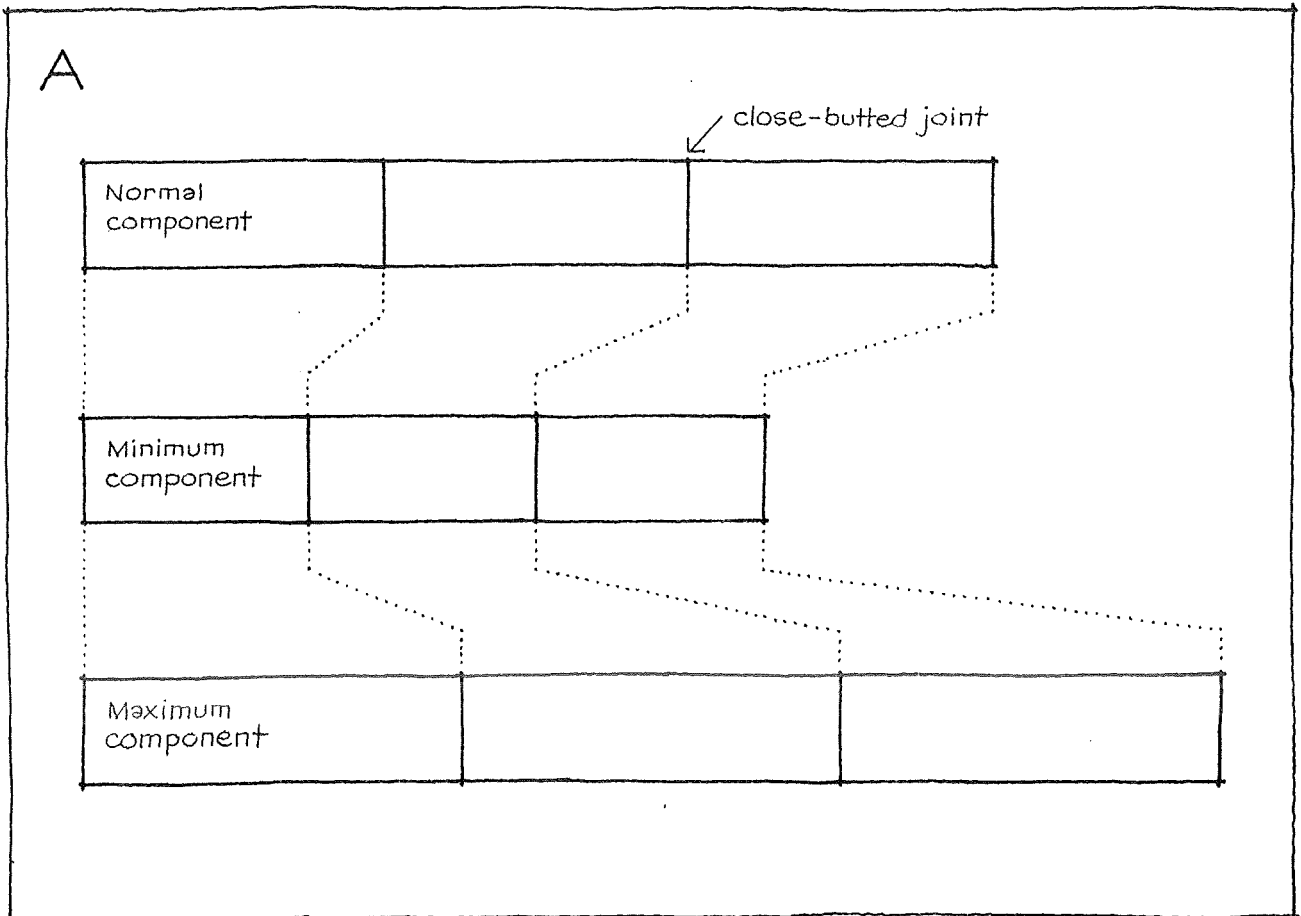 A
close-butted joint
Normal
component
Minimum
component
Maximum
component